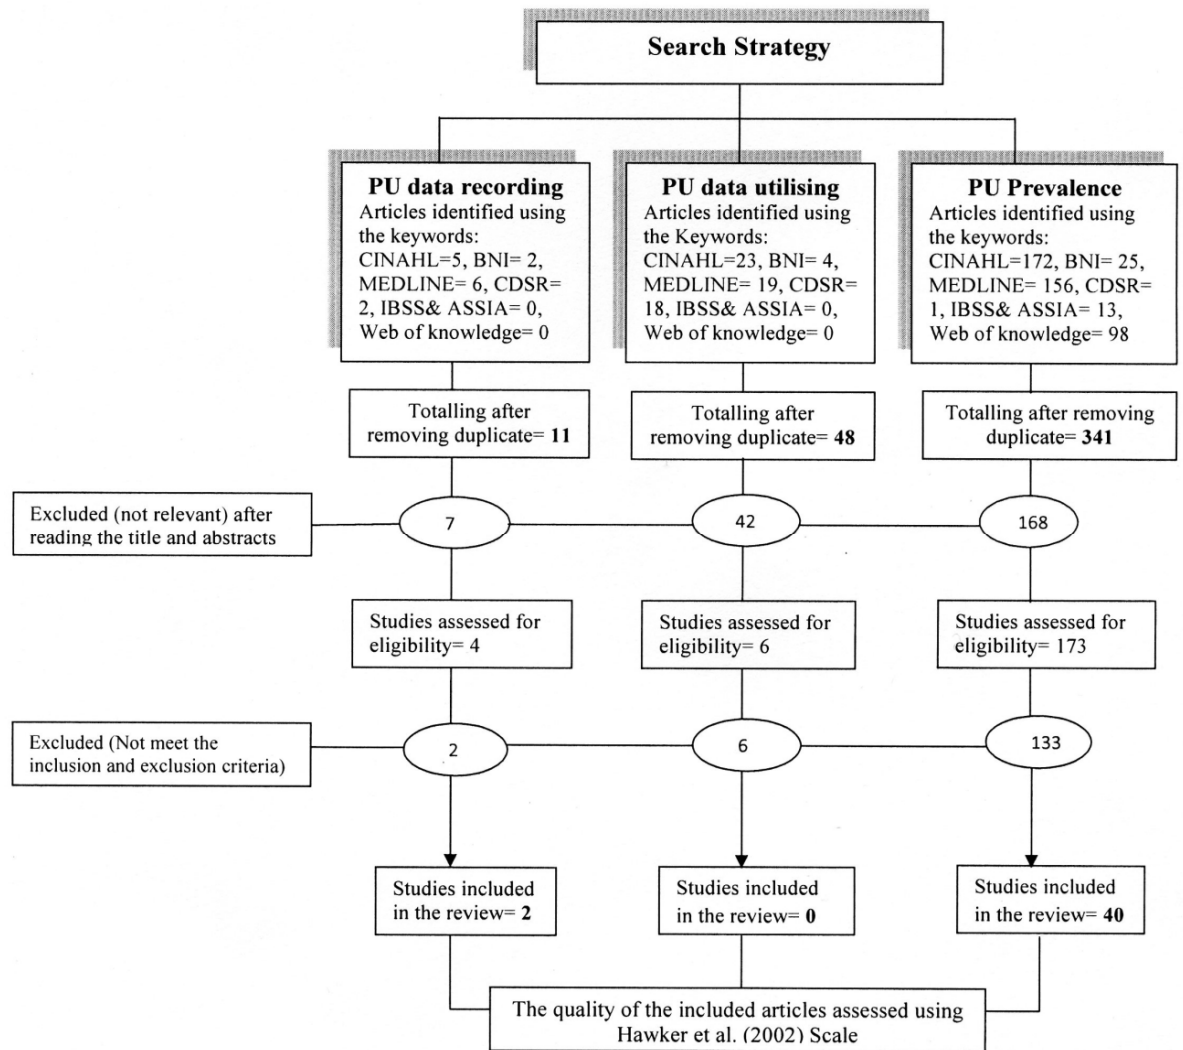 Search Strategy
PU data recording
Articles identified using
the keywords:
CINAHL=5, BNI= 2,
MEDLINE= 6, CDSR=
2, IBSS& ASSIA= 0,
Web of knowledge= 0
PU data utilising
Articles identified using
the Keywords:
CINAHL=23, BNI= 4,
MEDLINE= 19, CDSR=
18, IBSS& ASSIA= 0,
Web of knowledge= 0
PU Prevalence
Articles identified using
the keywords:
CINAHL=172, BNI= 25,
MEDLINE= 156, CDSR=
1, IBSS& ASSIA= 13,
Web of knowledge= 98
Totalling after
removing duplicate= 11
Totalling after
removing duplicate= 48
Totalling after removing
duplicate= 341
Excluded (not relevant) after
reading the title and abstracts
7
42
168
Studies assessed for
eligibility= 4
Studies assessed for
eligibility= 6
Studies assessed for
eligibility= 173
Excluded (Not meet the
inclusion and exclusion criteria)
2
6
133
Studies included
in the review= 2
Studies included
in the review= 0
Studies included
in the review= 40
The quality of the included articles assessed using
Hawker et al. (2002) Scale